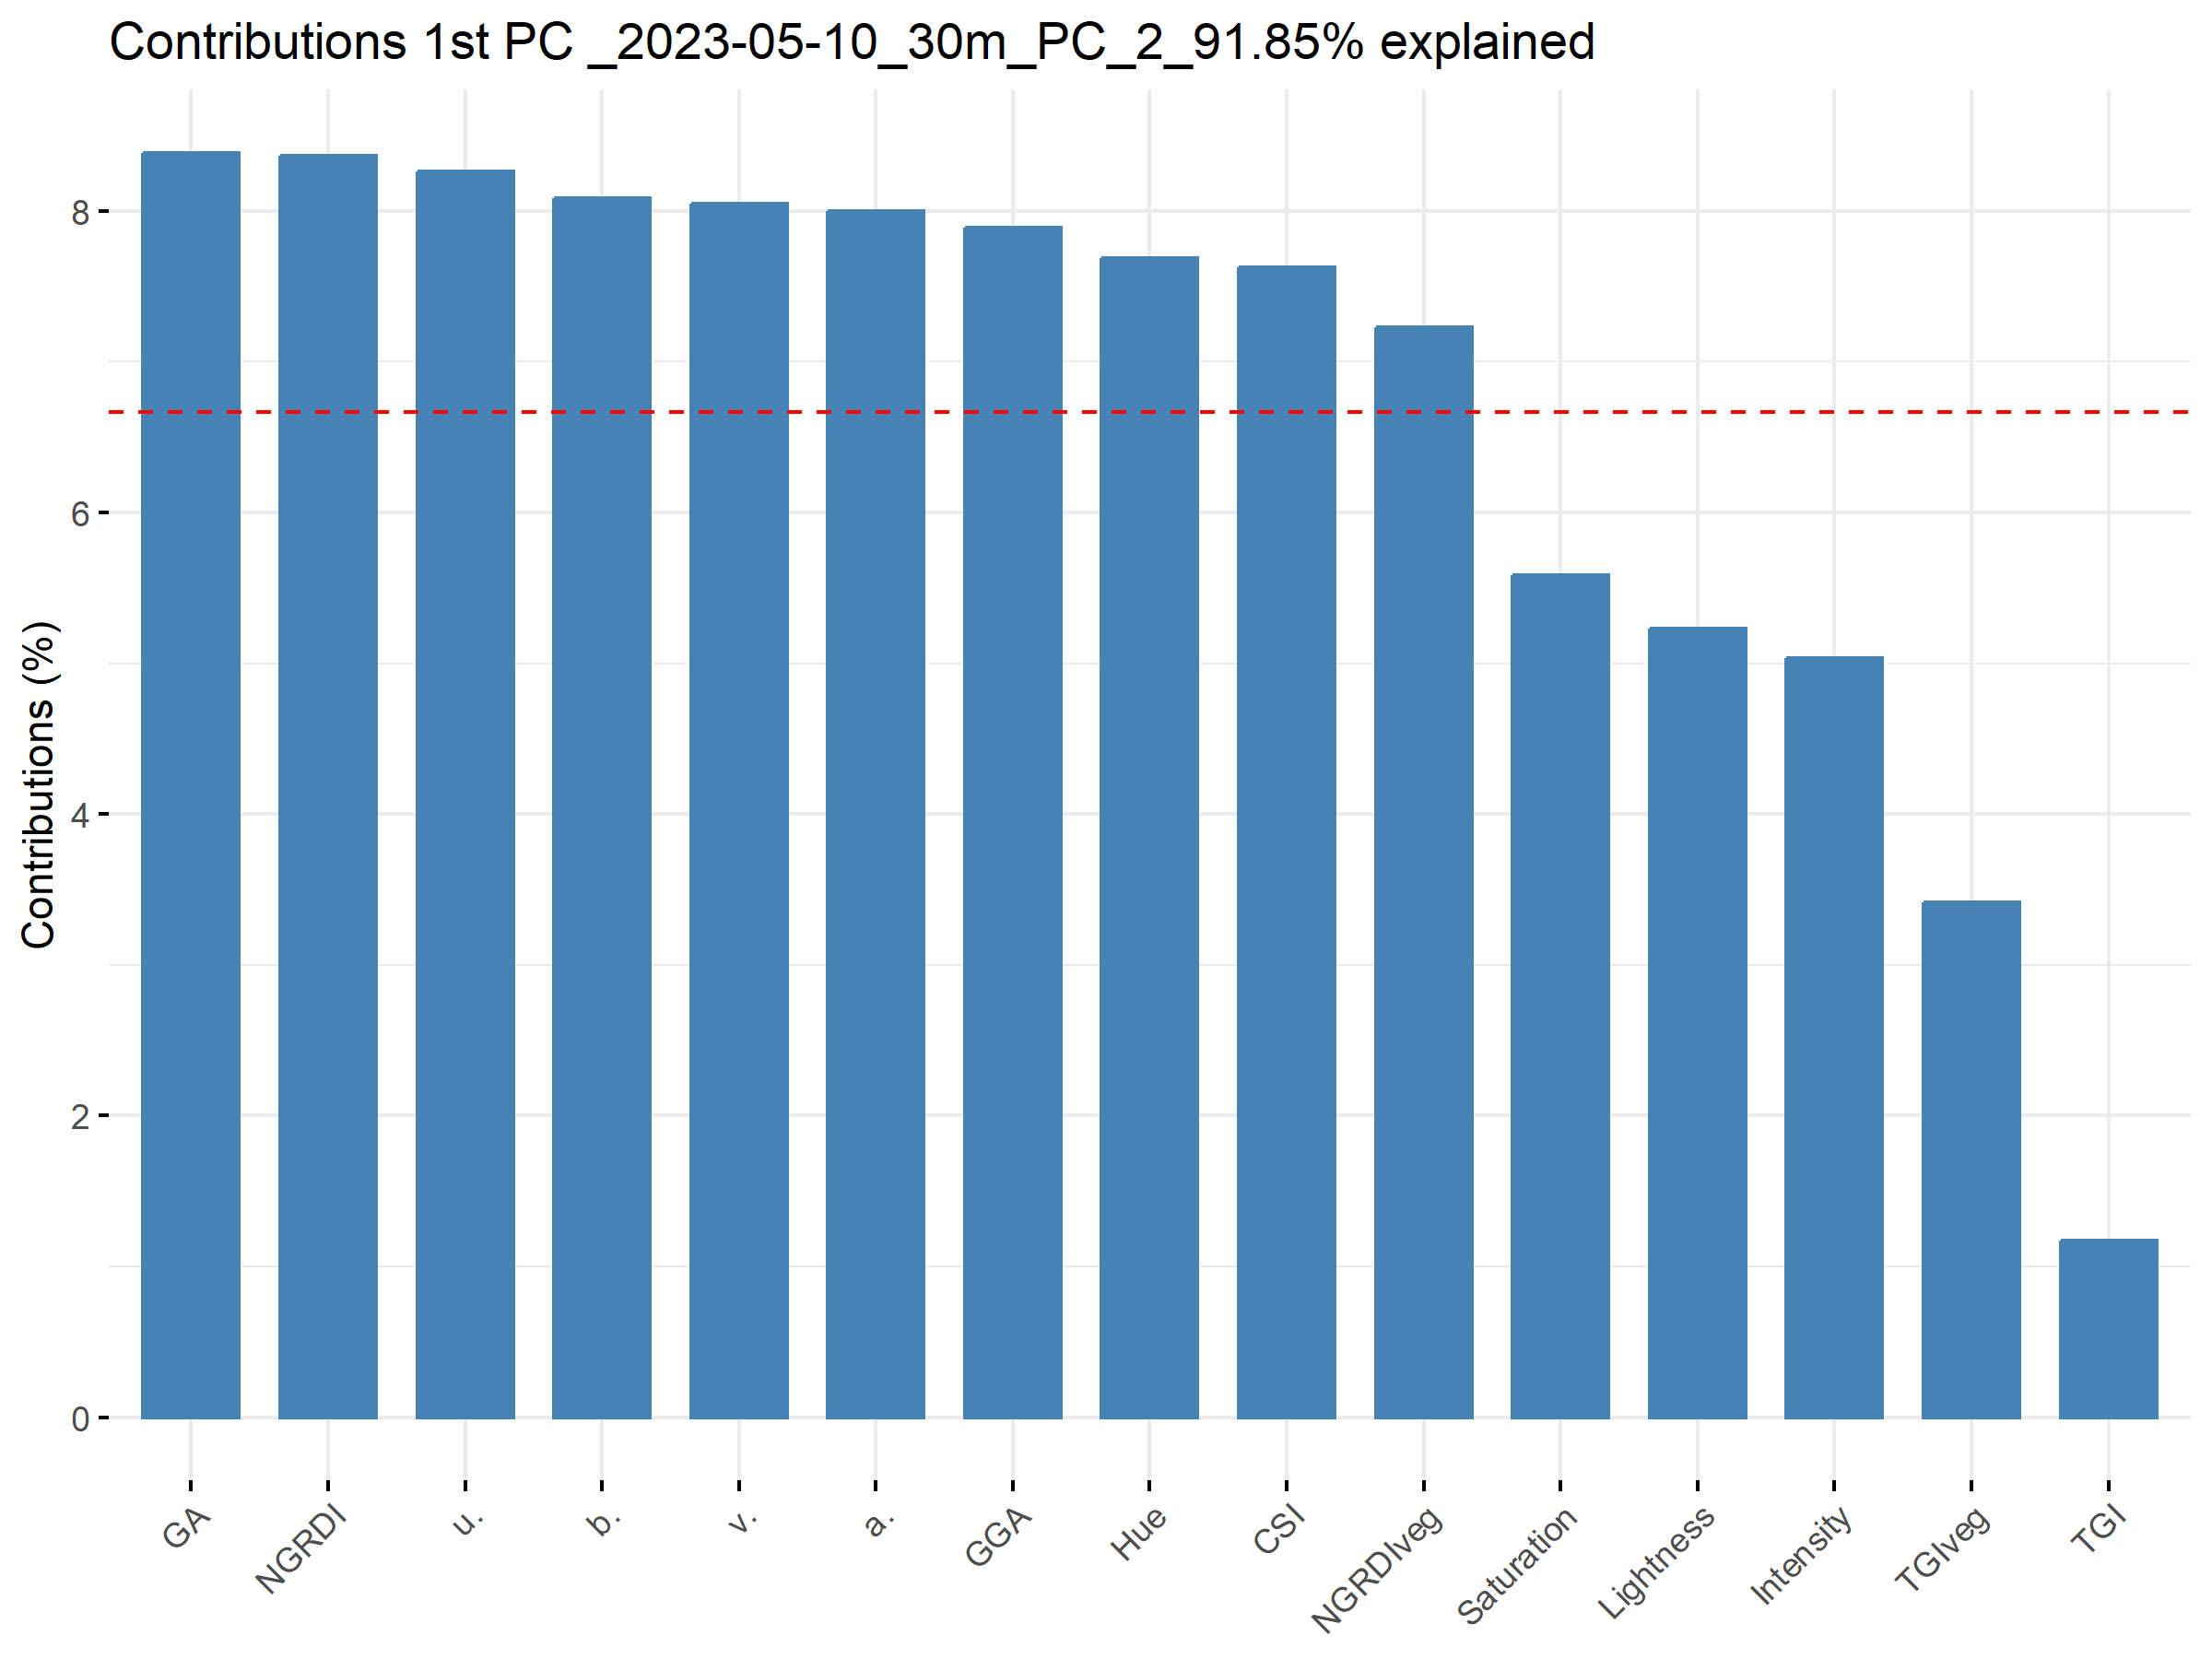 Contributions 1st PC _2023-05-10_30m_PC_2_91.85% explained
Contributions (%)
8
6
4
2
0
GA
NGRDI
u.
b.
v.
a.
GGA
Hue
CSI
NGRDIveg
Saturation
Lightness
Intensity
TGIveg
TGI